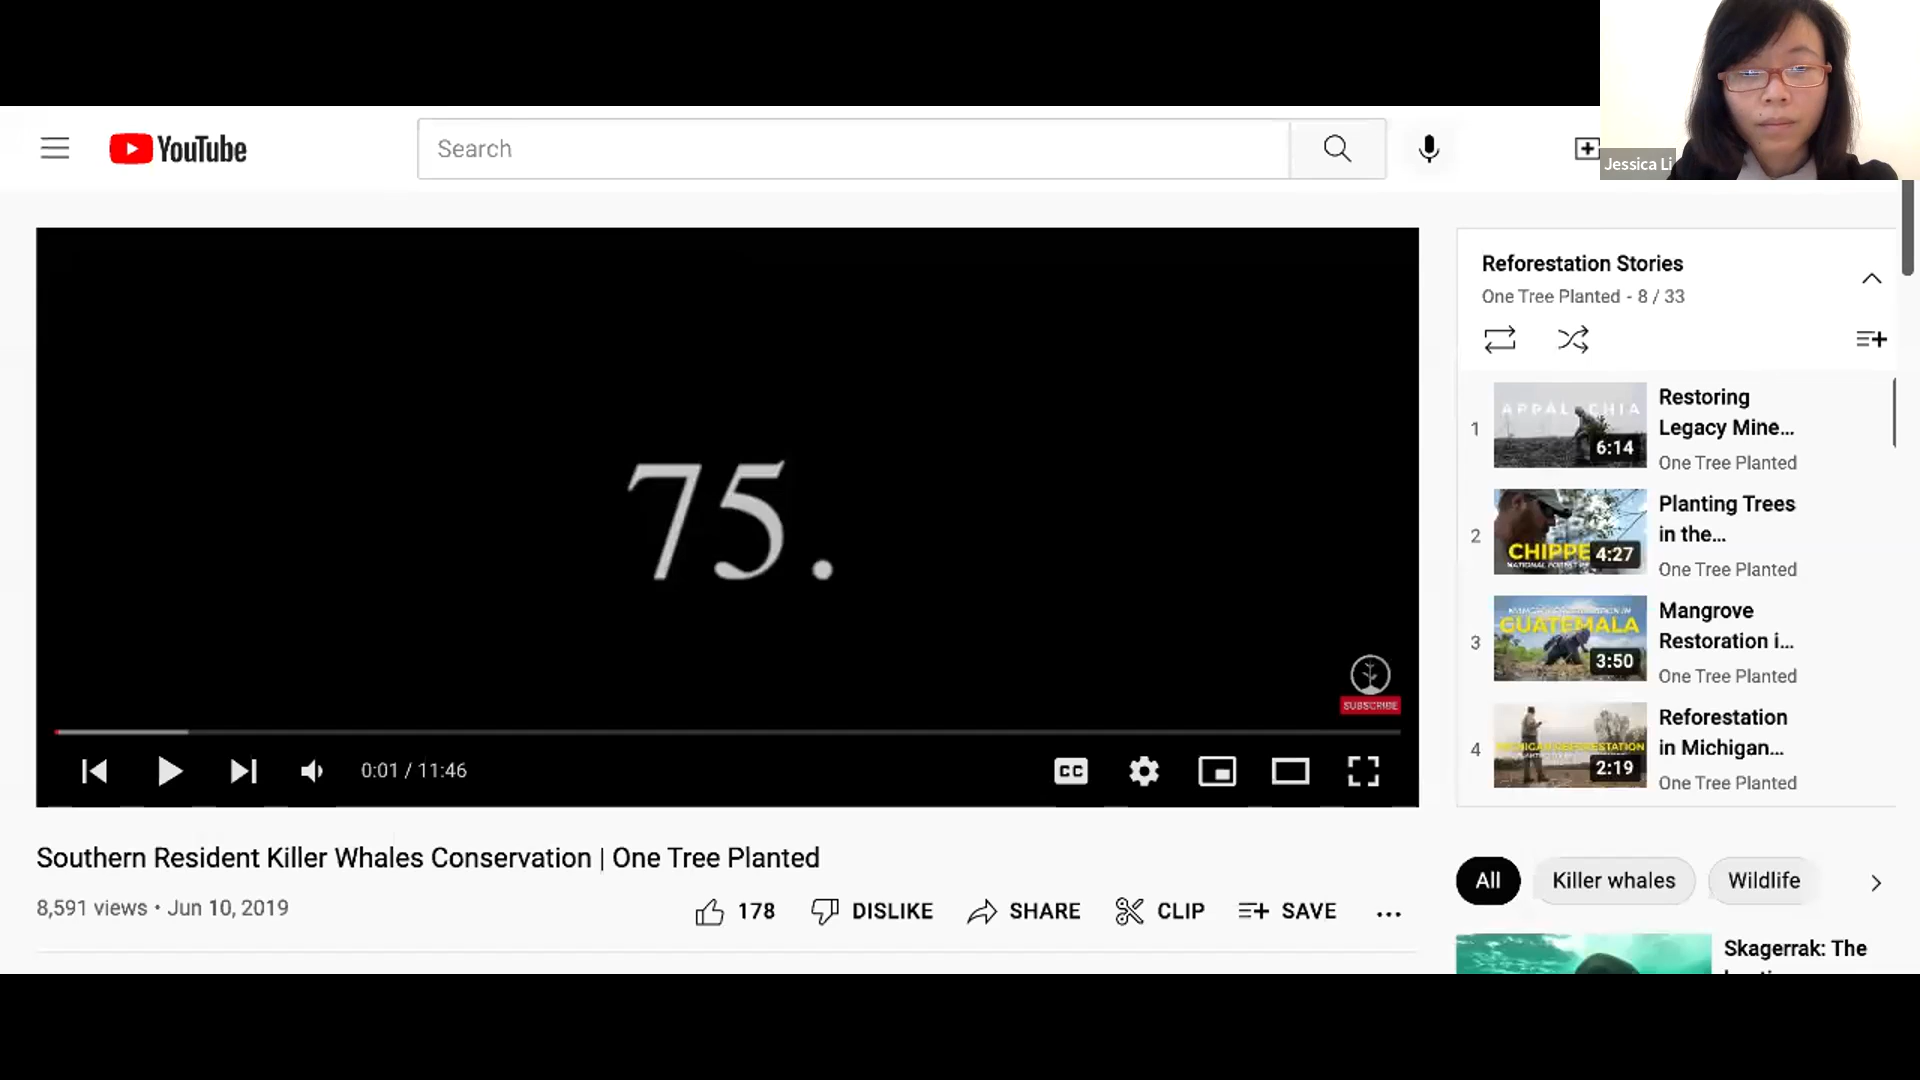 YouTube
Search
Jessica Li
75.
SUBSCRIBE
0:01 / 11:46
CC
Southern Resident Killer Whales Conservation | One Tree Planted
8,591 views • Jun 10, 2019
178
DISLIKE
SHARE
CLIP
SAVE
Reforestation Stories
One Tree Planted - 8 / 33
1
6:14
Restoring
Legacy Mine...
One Tree Planted
2
CHIPPE
4:27
Planting Trees
in the...
One Tree Planted
3
GUATEMALA
3:50
Mangrove
Restoration i...
One Tree Planted
4
2:19
Reforestation
in Michigan...
One Tree Planted
All
Killer whales
Wildlife
Skagerrak: The